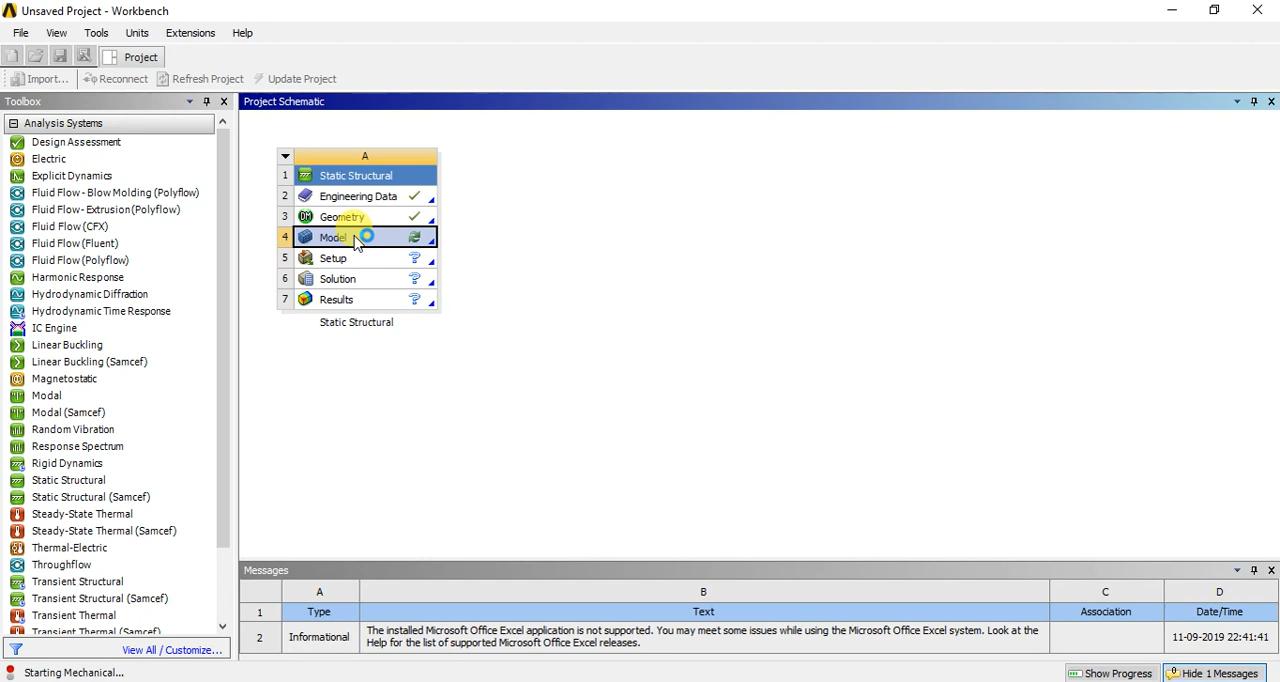 Unsaved Project - Workbench
File View Tools Units Extensions Help
Project
Import... Reconnect Refresh Project Update Project
Toolbox
Project Schematic
Analysis Systems
Design Assessment
Electric
Explicit Dynamics
Fluid Flow - Blow Molding (Polyflow)
Fluid Flow - Extrusion (Polyflow)
Fluid Flow (CFX)
Fluid Flow (Fluent)
Fluid Flow (Polyflow)
Harmonic Response
Hydrodynamic Diffraction
Hydrodynamic Time Response
IC Engine
Linear Buckling
Linear Buckling (Samcef)
Magnetostatic
Modal
Modal (Samcef)
Random Vibration
Response Spectrum
Rigid Dynamics
Static Structural
Static Structural (Samcef)
Steady-State Thermal
Steady-State Thermal (Samcef)
Thermal-Electric
Throughflow
Transient Structural
Transient Structural (Samcef)
Transient Thermal
Transient Thermal (Samcef)
View All / Customize...
A
1 Static Structural
2 Engineering Data
3 DM Geometry
4 Model
5 Setup ?
6 Solution ?
7 Results ?
Static Structural
Messages
A B C D
1 Type Text Association Date/Time
2 Informational The installed Microsoft Office Excel application is not supported. You may meet some issues while using the Microsoft Office Excel system. Look at the 11-09-2019 22:41:41
Help for the list of supported Microsoft Office Excel releases.
Starting Mechanical... Show Progress Hide 1 Messages